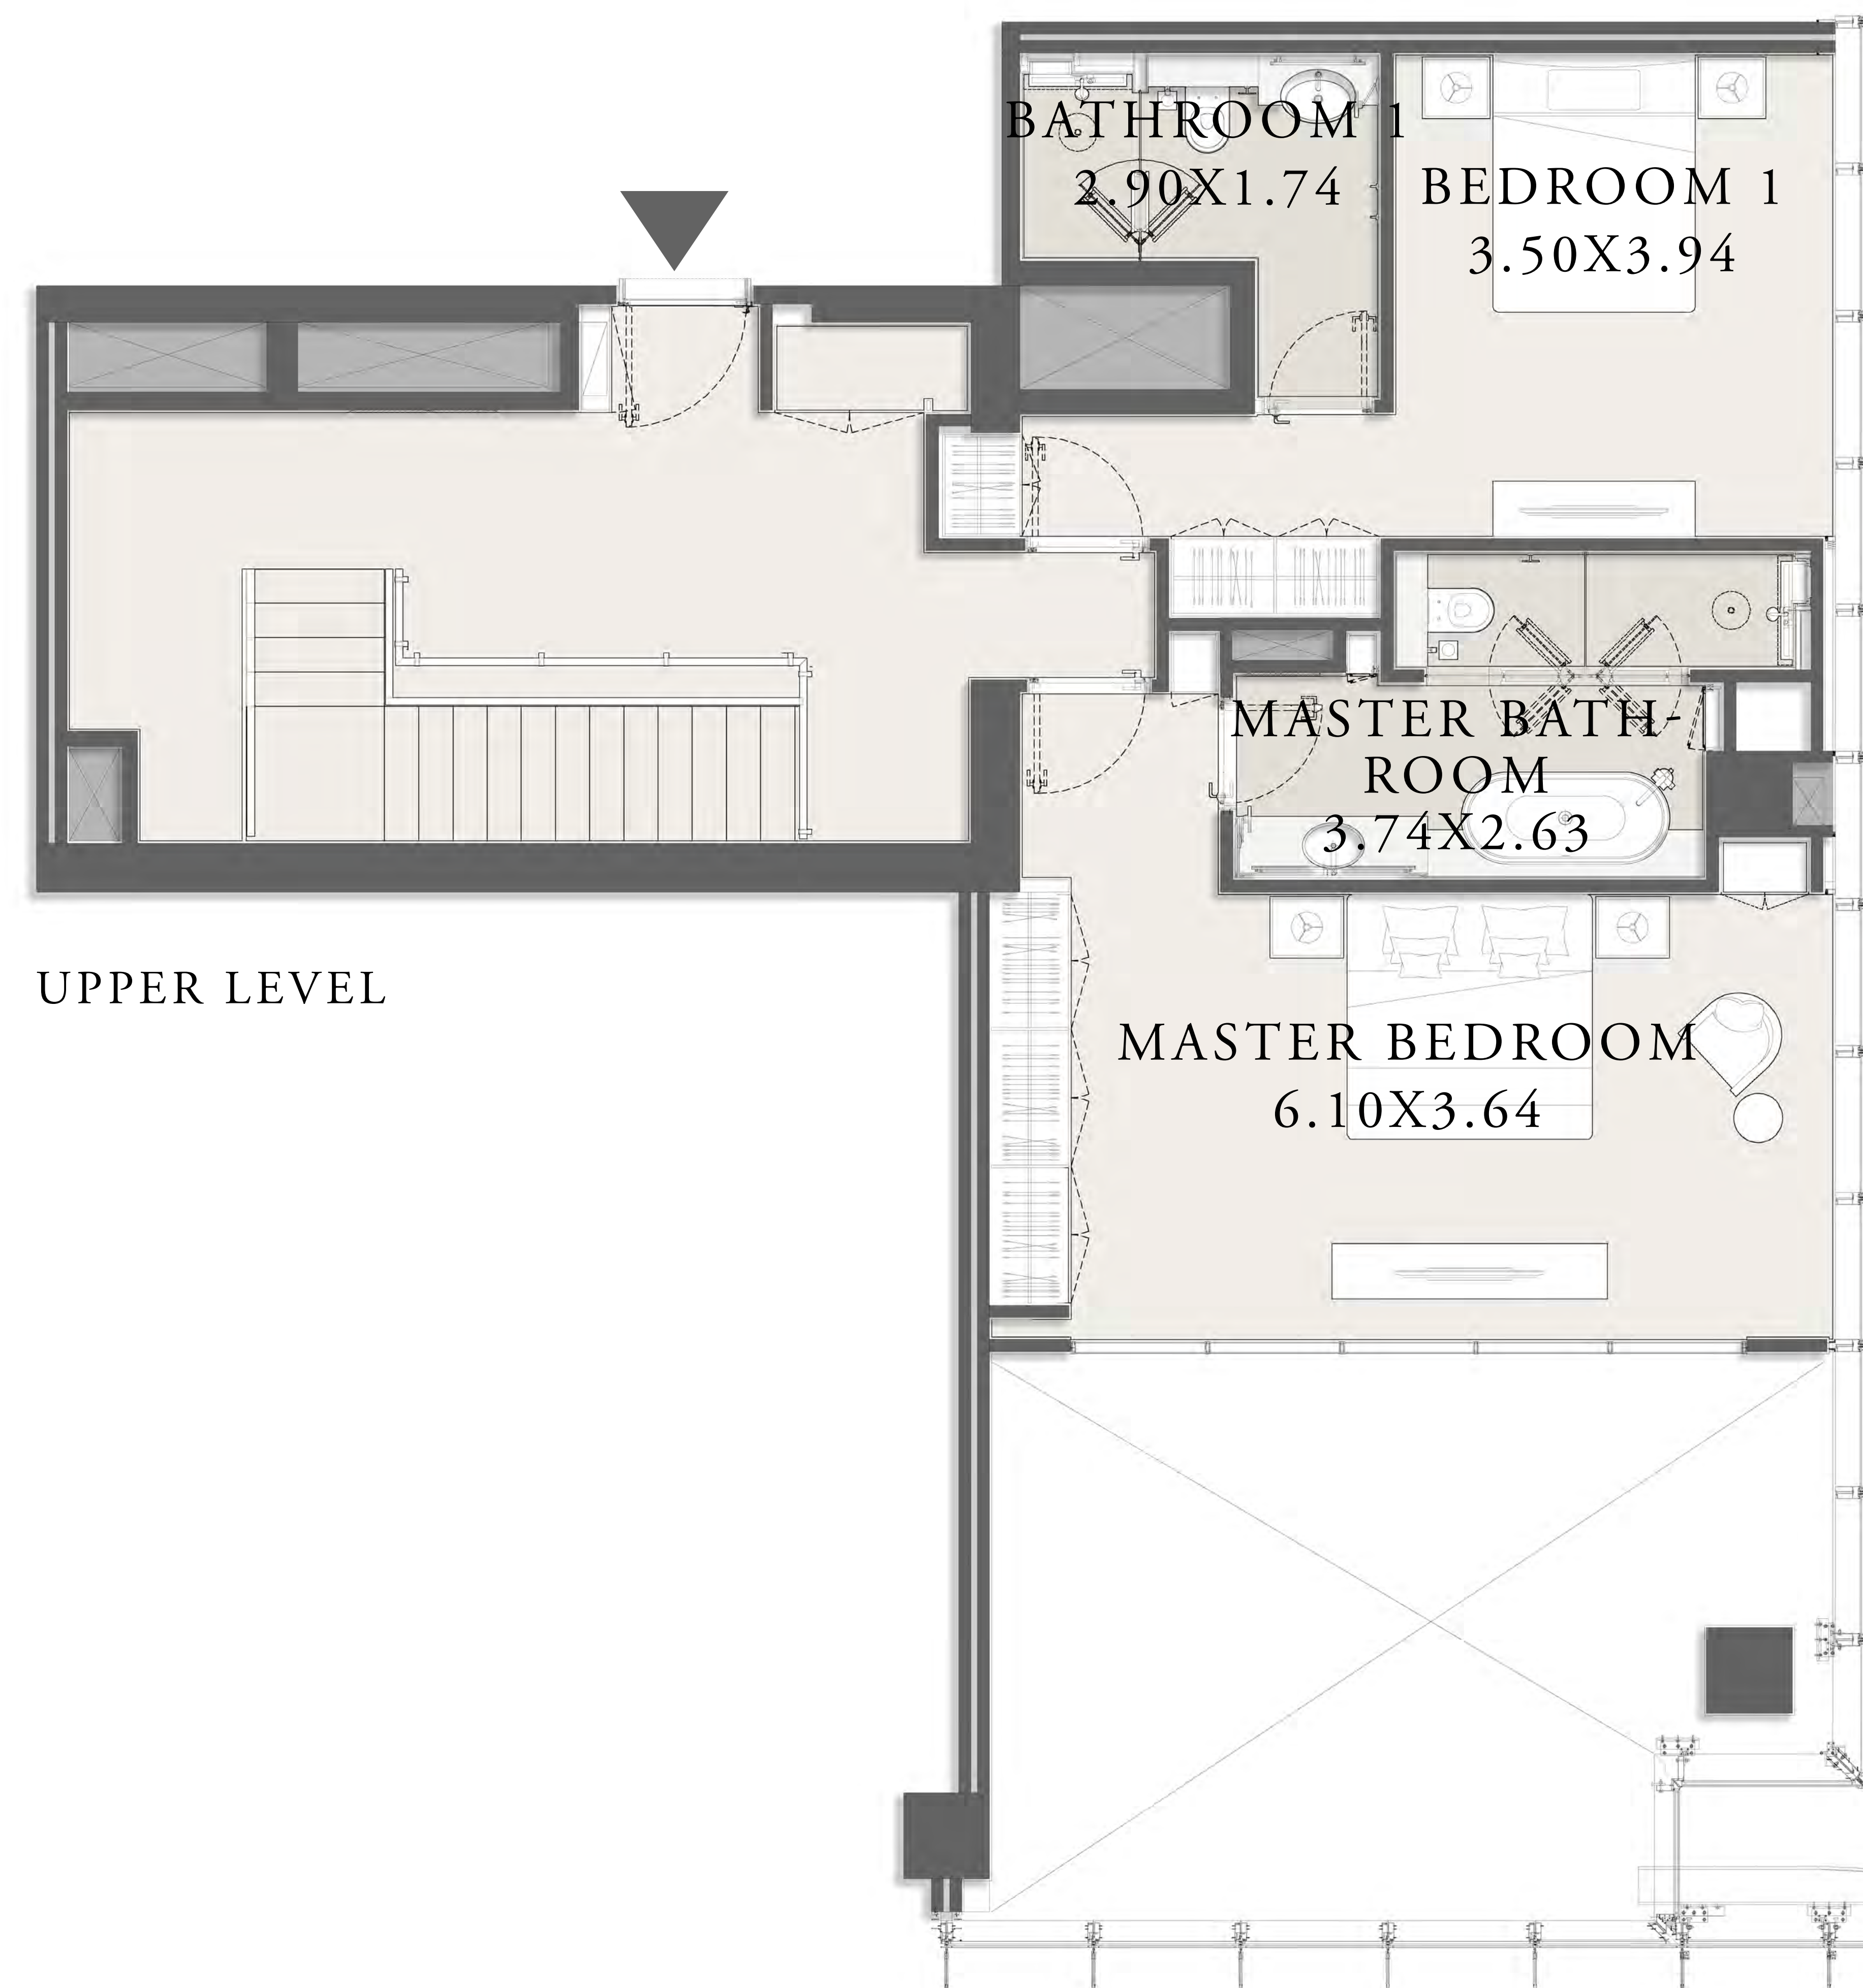 BATHROOM 1
2.90X1.74
BEDROOM 1
3.50X3.94
MASTER BATH-
ROOM
3.74X2.63
UPPER LEVEL
MASTER BEDROOM
6.10X3.64